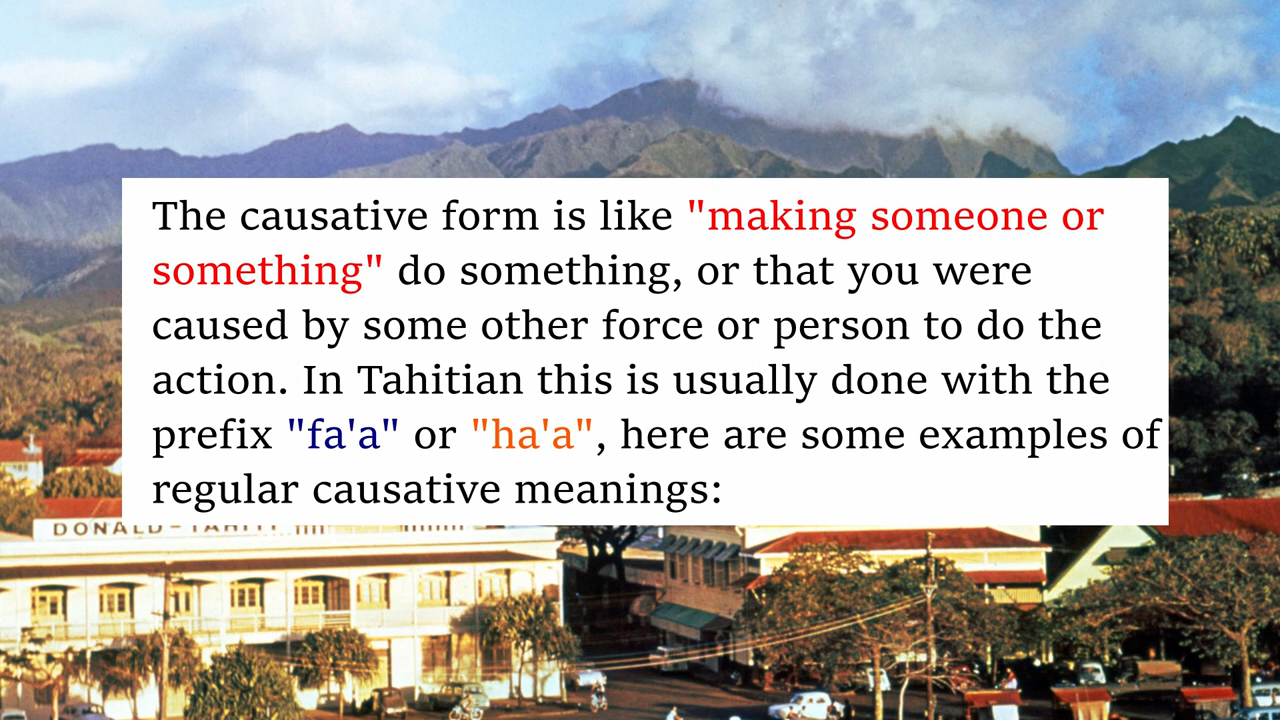 The causative form is like "making someone or
something" do something, or that you were
caused by some other force or person to do the
action. In Tahitian this is usually done with the
prefix "fa'a" or "ha'a", here are some examples of
regular causative meanings:
DONALD-TAHITI